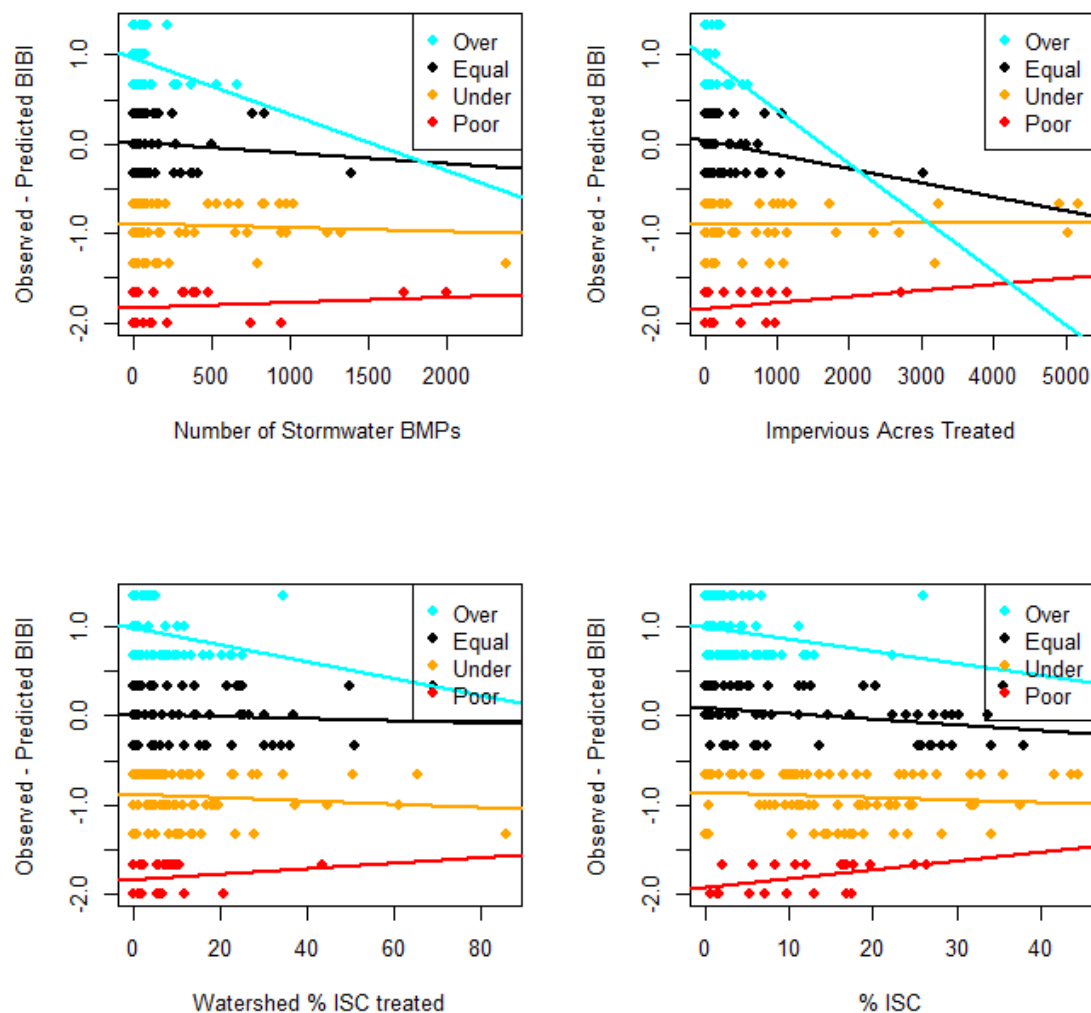 Observed - Predicted BIBI
1.0
0.0
-1.0
-2.0
Over
Equal
Under
Poor
0 500 1000 2000
Number of Stormwater BMPs
Observed - Predicted BIBI
1.0
0.0
-1.0
-2.0
Over
Equal
Under
Poor
0 1000 2000 3000 4000 5000
Impervious Acres Treated
Observed - Predicted BIBI
1.0
0.0
-1.0
-2.0
Over
Equal
Under
Poor
0 20 40 60 80
Watershed % ISC treated
Observed - Predicted BIBI
1.0
0.0
-1.0
-2.0
Over
Equal
Under
Poor
0 10 20 30 40
% ISC